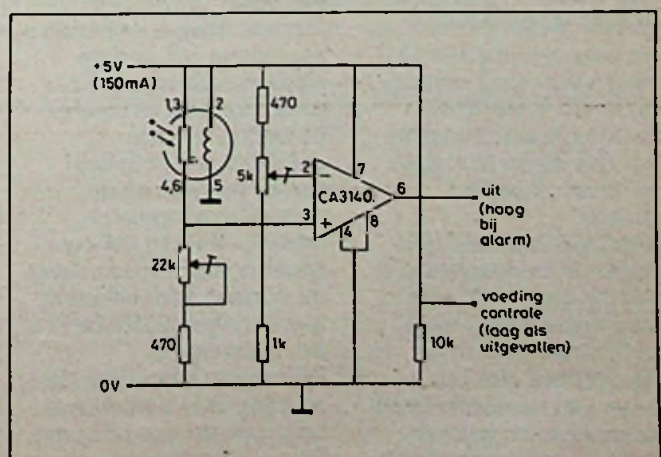 +5V
(150mA)
1,3
2
4,6
5
470
5k
2
−
7
CA3140.
6
3
+
4
8
22k
470
1k
10k
0V
uit
(hoog
bij
alarm)
voeding
controle
(laag als
uitgevallen)